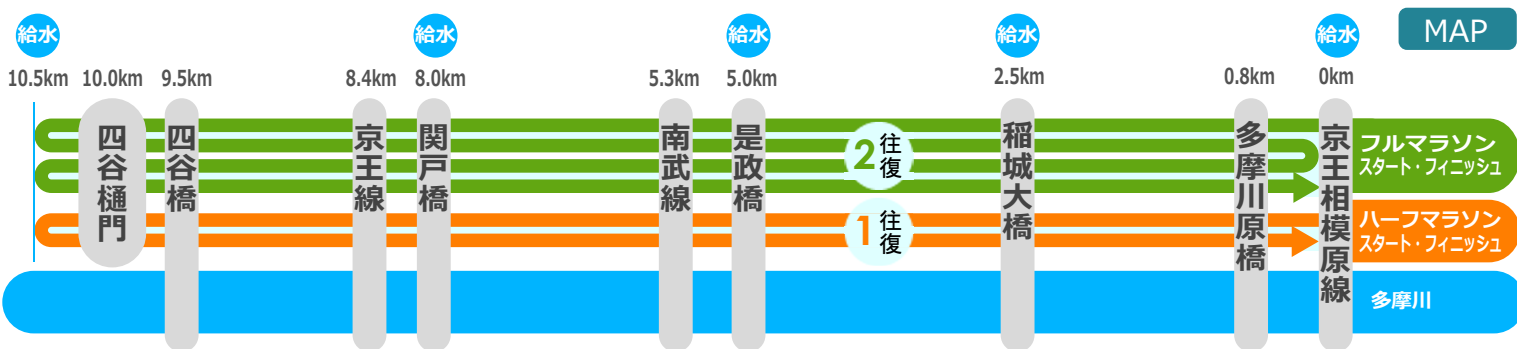 給水
給水
給水
給水
給水
MAP
10.5km
10.0km
9.5km
8.4km
8.0km
5.3km
5.0km
2.5km
0.8km
0km
四谷樋門
四谷橋
京王線
関戸橋
南武線
是政橋
2往復
1往復
稲城大橋
多摩川原橋
京王相模原線
フルマラソン
スタート・フィニッシュ
ハーフマラソン
スタート・フィニッシュ
多摩川